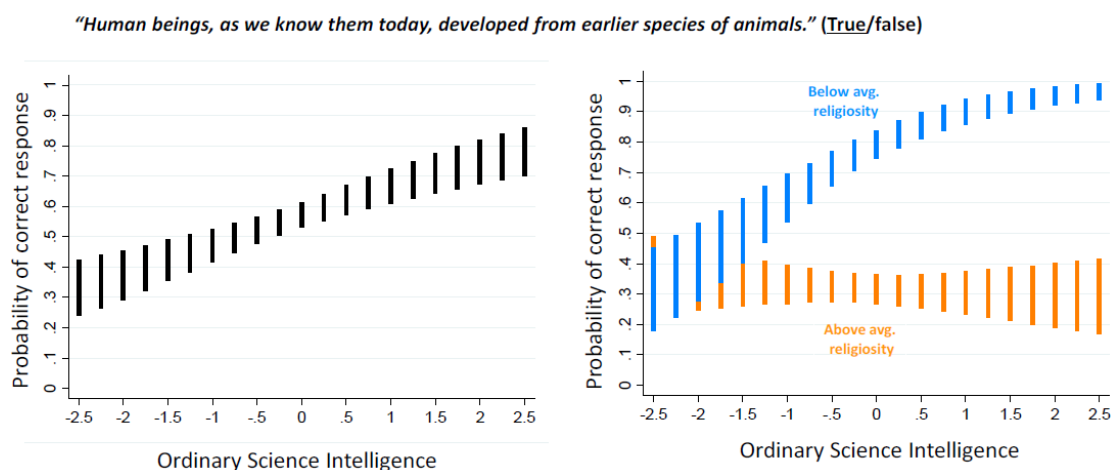 “Human beings, as we know them today, developed from earlier species of animals.” (True/false)
Probability of correct response
1
.9
.8
.7
.6
.5
.4
.3
.2
.1
0
-2.5 -2 -1.5 -1 -.5 0 .5 1 1.5 2 2.5
Ordinary Science Intelligence
Probability of correct response
1
.9
.8
.7
.6
.5
.4
.3
.2
.1
0
Below avg.
religiosity
Above avg.
religiosity
-2.5 -2 -1.5 -1 -.5 0 .5 1 1.5 2 2.5
Ordinary Science Intelligence